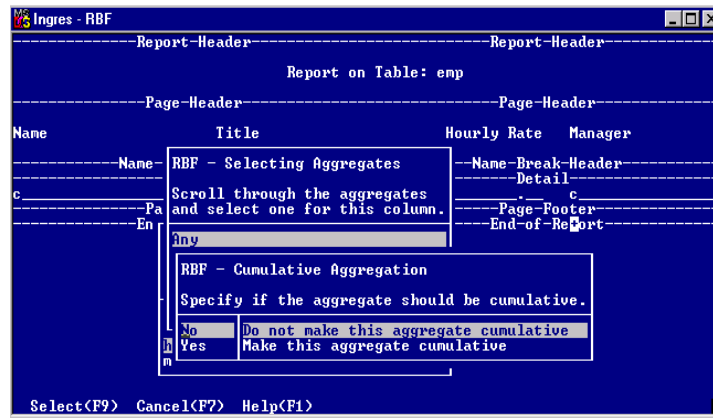 Ingres - RBF
---------------Report-Header-----------------------------Report-Header-------------
Report on Table: emp
----------------Page-Header-------------------------------Page-Header--------------
Name Title Hourly Rate Manager
-------------Name- RBF - Selecting Aggregates --Name-Break-Header-------------
-------Detail-------------------
c Scroll through the aggregates . c
----------------Pa and select one for this column. -----Page-Footer--------------
---------------En ----End-of-Report-------------
Any
RBF - Cumulative Aggregation
Specify if the aggregate should be cumulative.
No Do not make this aggregate cumulative
h Yes Make this aggregate cumulative
m
Select(F9) Cancel(F7) Help(F1)